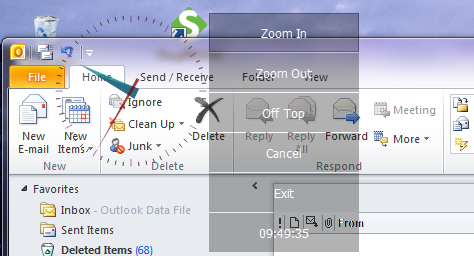 Zoom In
File Home Send / Receive Folder View
Zoom Out
Ignore
Clean Up
Junk
New
E-mail
New
Items
Delete
Off Top
Reply
Reply
All
Forward
Meeting
More
Cancel
New Delete Respond
Favorites
Exit
Inbox - Outlook Data File
Sent Items
From
Deleted Items (68)
09:49:35